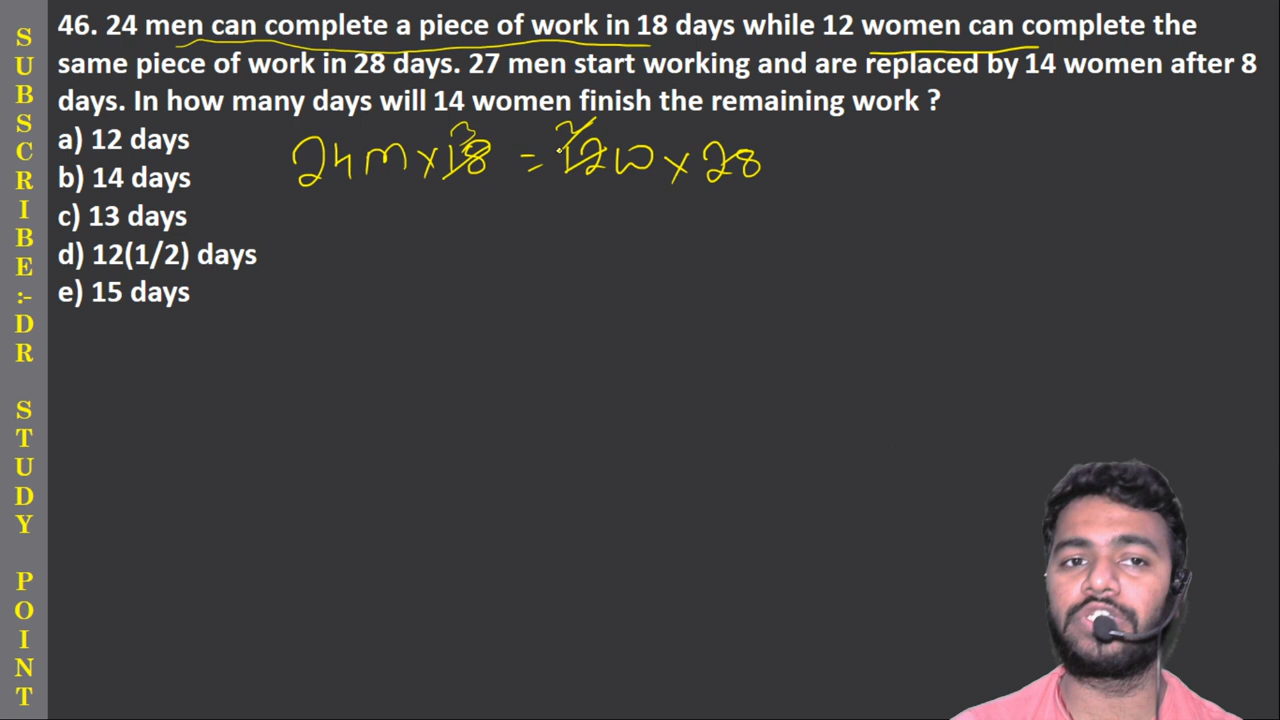 46. 24 men can complete a piece of work in 18 days while 12 women can complete the
same piece of work in 28 days. 27 men start working and are replaced by 14 women after 8
days. In how many days will 14 women finish the remaining work ?
a) 12 days
b) 14 days
c) 13 days
d) 12(1/2) days
e) 15 days
24m × 18 = 12w × 28
3 2
SUBSCRIBE:-DR STUDY POINT